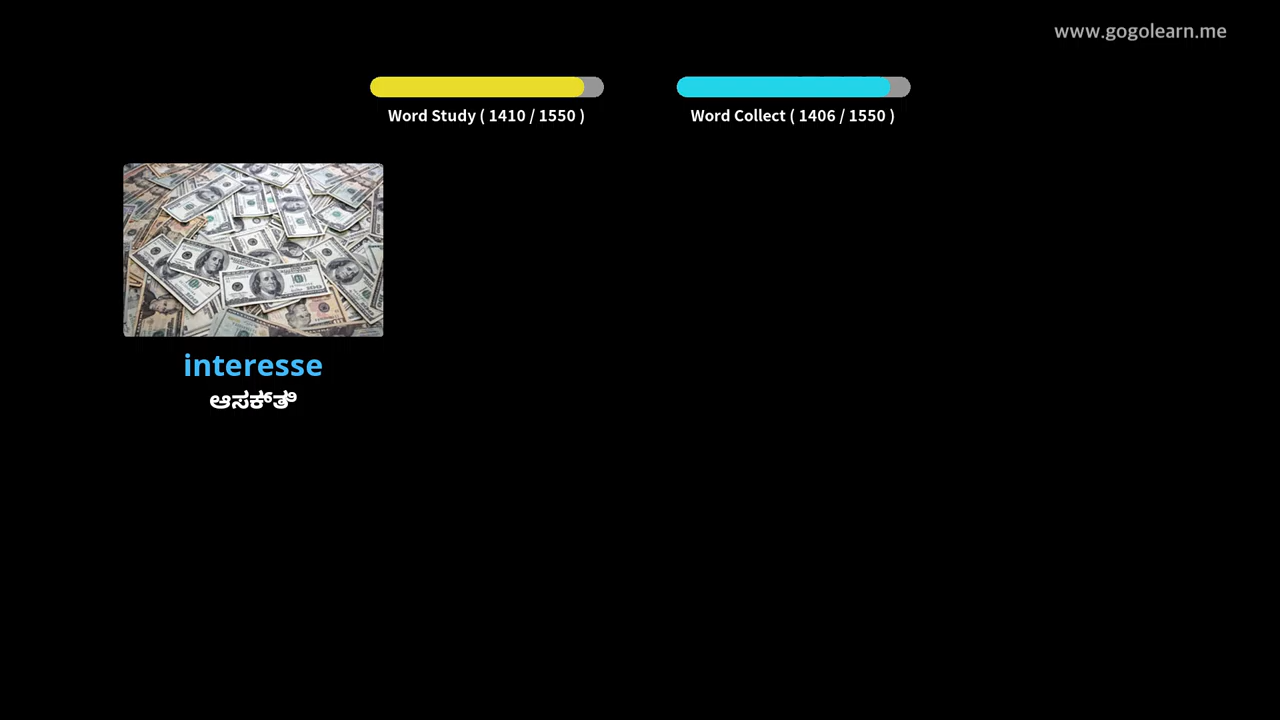 www.gogolearn.me
Word Study ( 1410 / 1550 )
Word Collect ( 1406 / 1550 )
interesse
ಆಸಕ್ತಿ